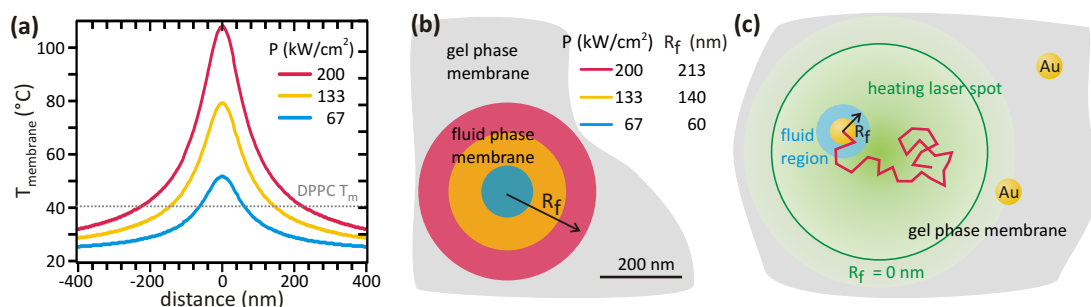 (a)
T_membrane (°C)
100
80
60
40
20
P (kW/cm²)
200
133
67
DPPC T_m
-400
-200
0
200
400
distance (nm)
(b)
gel phase
membrane
P (kW/cm²) R_f (nm)
200 213
133 140
67 60
fluid phase
membrane
R_f
200 nm
(c)
Au
heating laser spot
R_f
fluid
region
Au
gel phase membrane
R_f = 0 nm